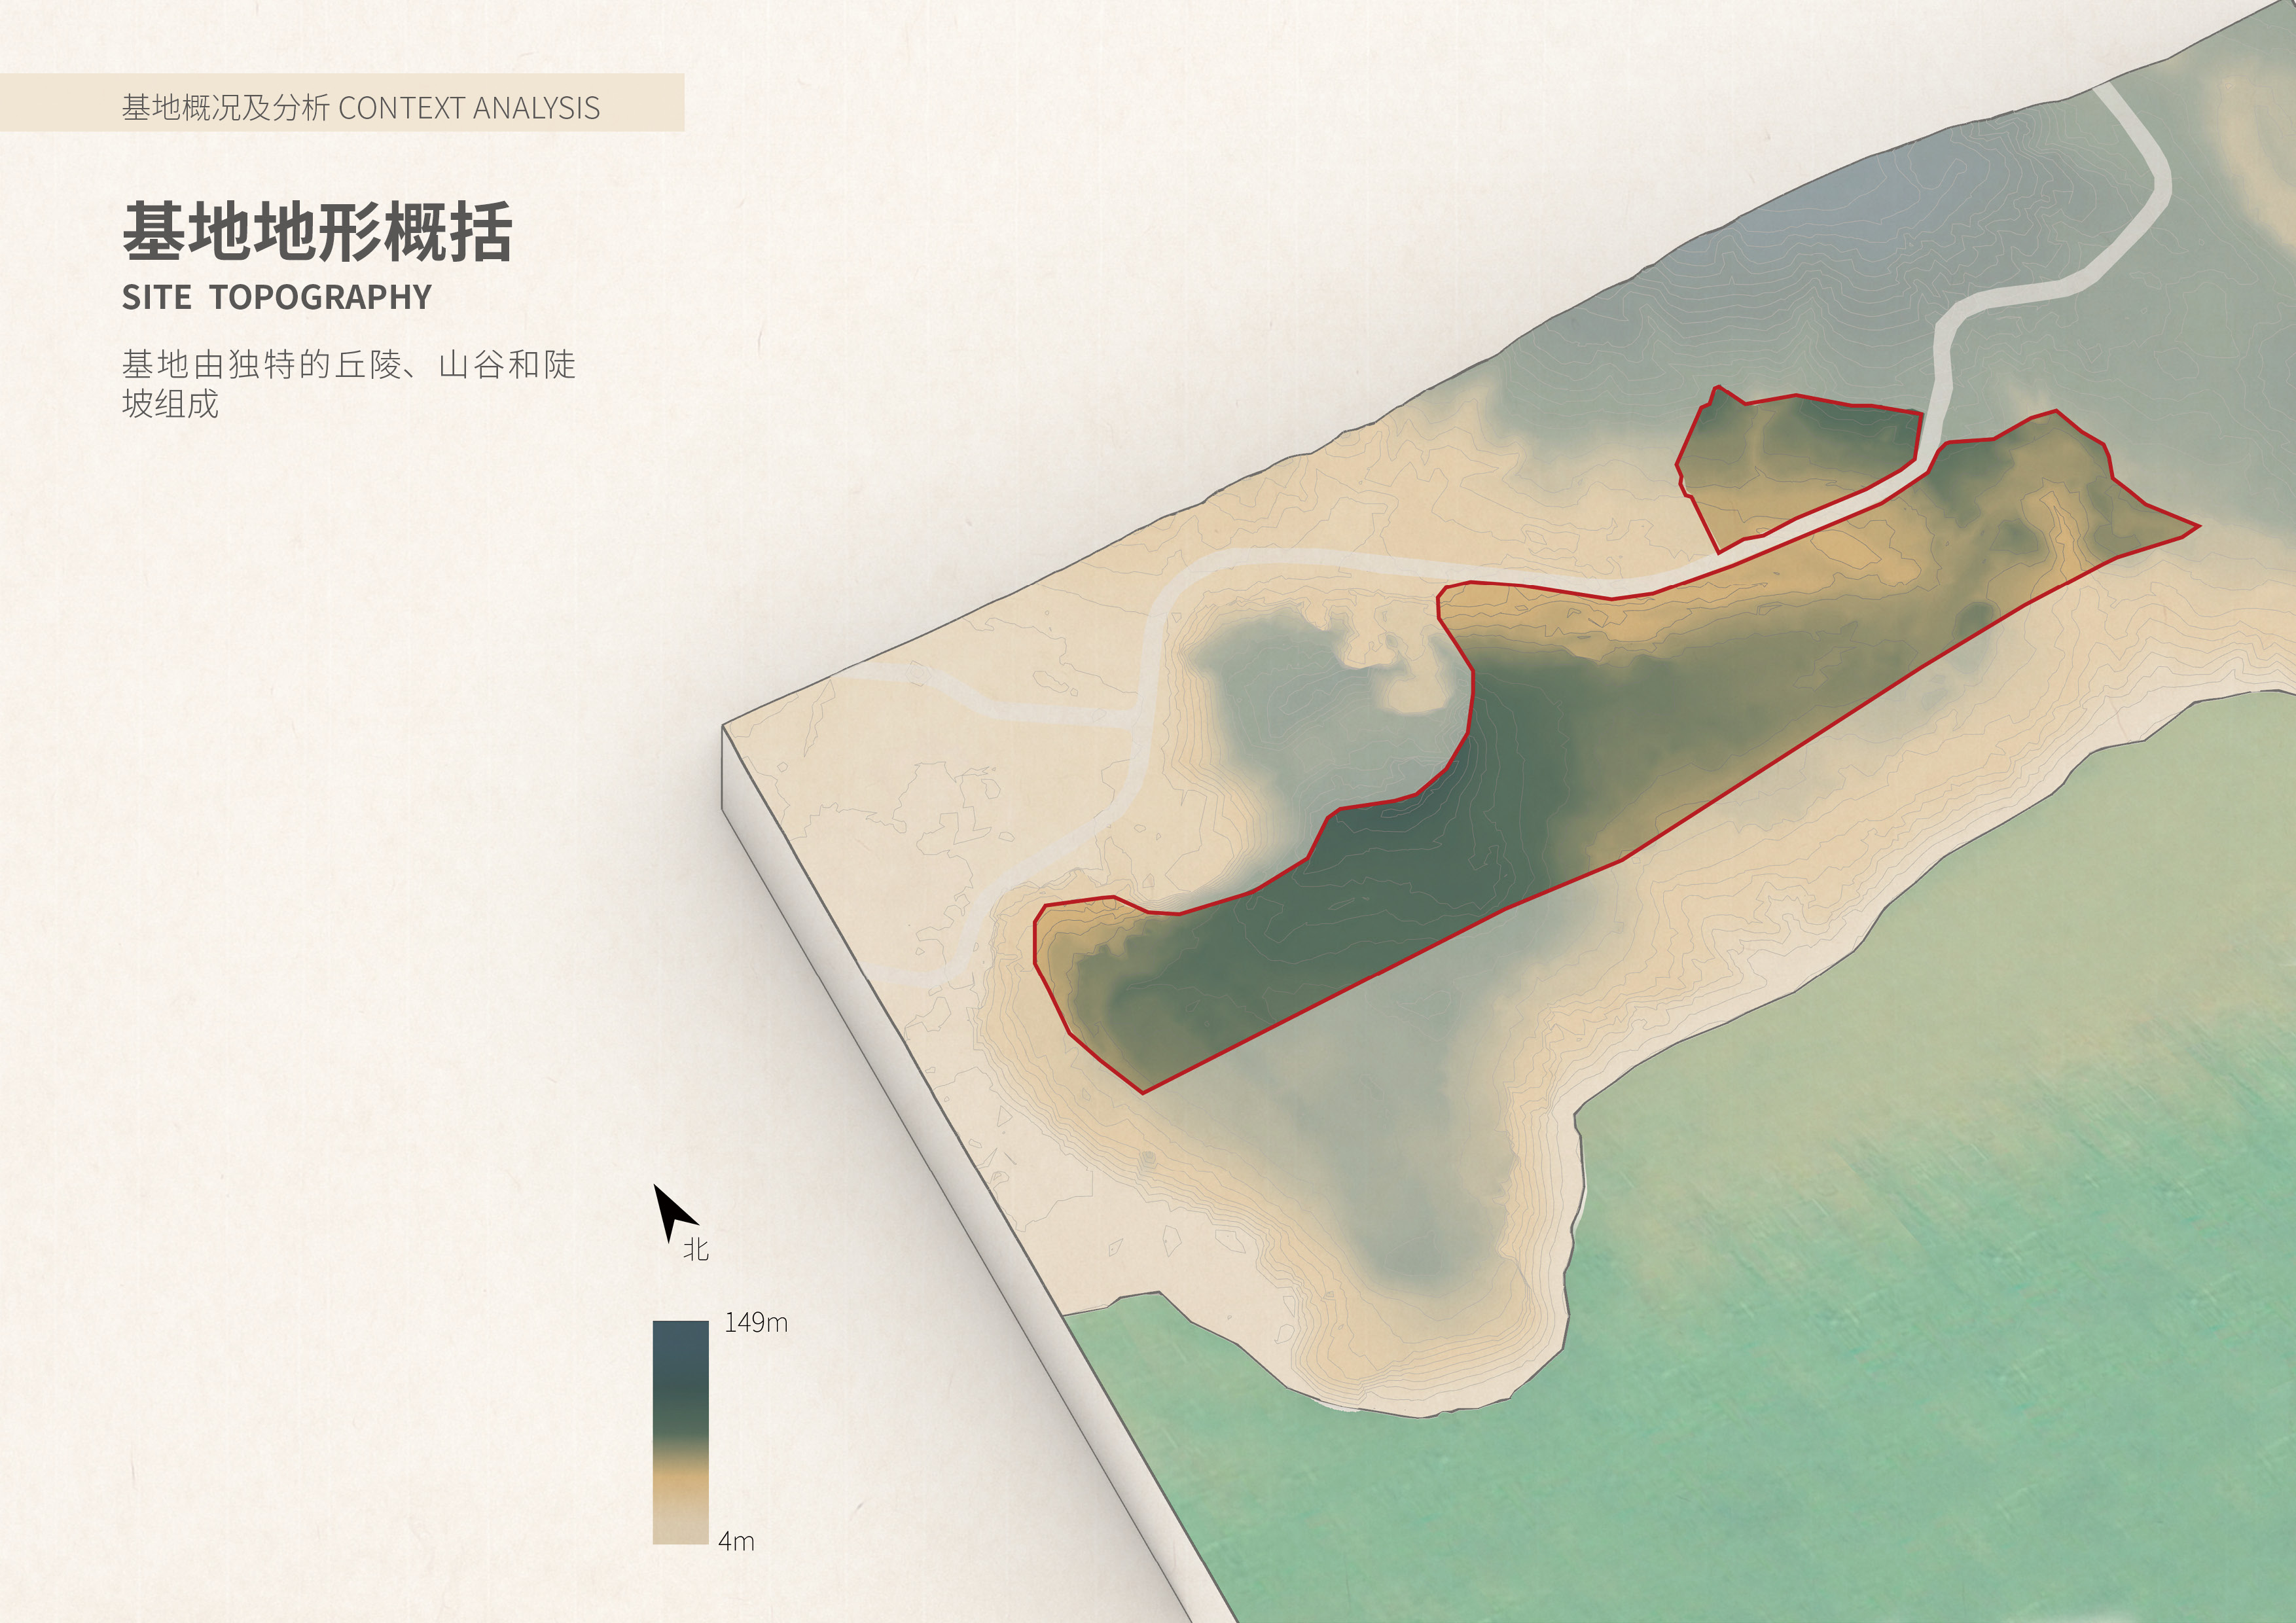 基地概况及分析 CONTEXT ANALYSIS
基地地形概括
SITE TOPOGRAPHY
基地由独特的丘陵、山谷和陡
坡组成
北
149m
4m